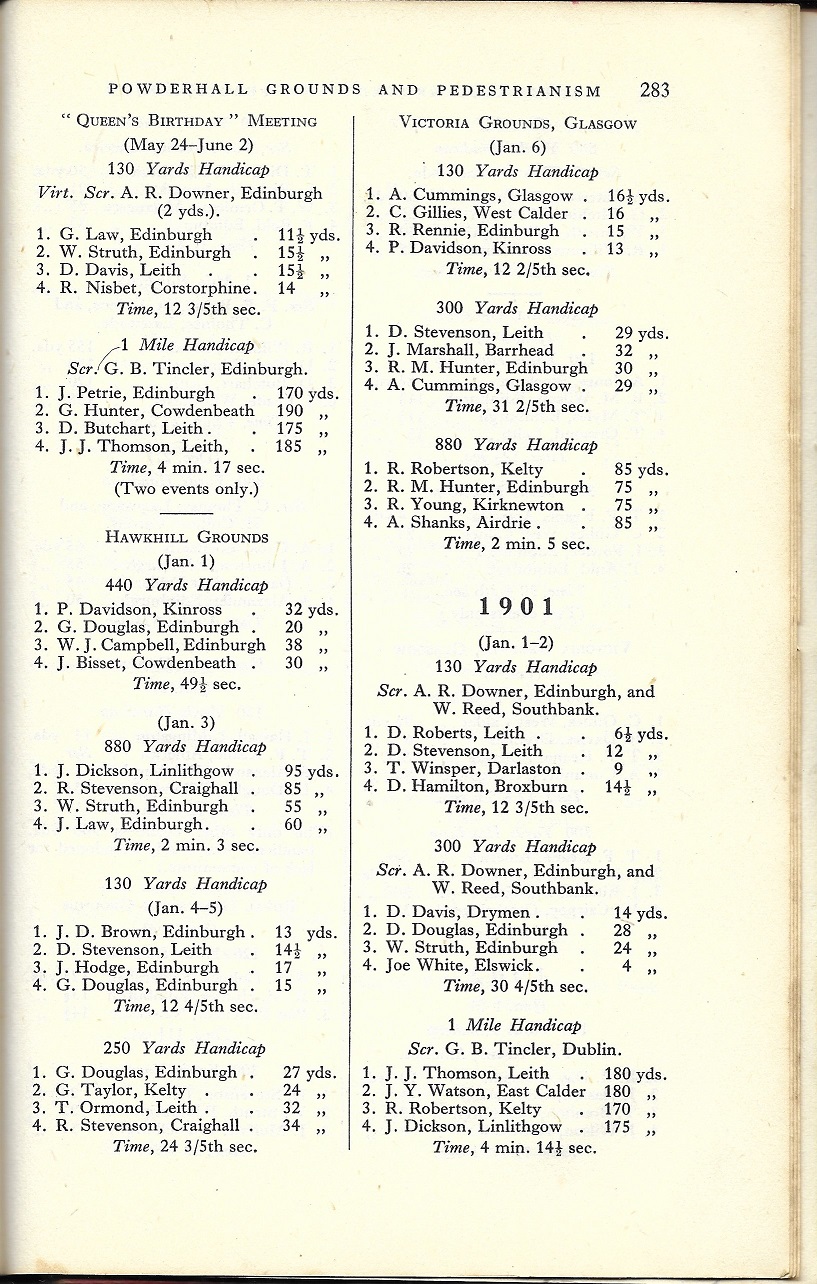 POWDERHALL GROUNDS AND PEDESTRIANISM 283
“ QUEEN’S BIRTHDAY ” MEETING
(May 24–June 2)
130 Yards Handicap
Virt. Scr. A. R. Downer, Edinburgh
(2 yds.).
1. G. Law, Edinburgh . 11½ yds.
2. W. Struth, Edinburgh . 15½ „
3. D. Davis, Leith . . 15½ „
4. R. Nisbet, Corstorphine. 14 „
Time, 12 3/5th sec.
1 Mile Handicap
Scr. G. B. Tincler, Edinburgh.
1. J. Petrie, Edinburgh . 170 yds.
2. G. Hunter, Cowdenbeath 190 „
3. D. Butchart, Leith . . 175 „
4. J. J. Thomson, Leith, . 185 „
Time, 4 min. 17 sec.
(Two events only.)
HAWKHILL GROUNDS
(Jan. 1)
440 Yards Handicap
1. P. Davidson, Kinross . 32 yds.
2. G. Douglas, Edinburgh . 20 „
3. W. J. Campbell, Edinburgh 38 „
4. J. Bisset, Cowdenbeath . 30 „
Time, 49½ sec.
(Jan. 3)
880 Yards Handicap
1. J. Dickson, Linlithgow . 95 yds.
2. R. Stevenson, Craighall . 85 „
3. W. Struth, Edinburgh . 55 „
4. J. Law, Edinburgh. . 60 „
Time, 2 min. 3 sec.
130 Yards Handicap
(Jan. 4–5)
1. J. D. Brown, Edinburgh . 13 yds.
2. D. Stevenson, Leith . 14½ „
3. J. Hodge, Edinburgh . 17 „
4. G. Douglas, Edinburgh . 15 „
Time, 12 4/5th sec.
250 Yards Handicap
1. G. Douglas, Edinburgh . 27 yds.
2. G. Taylor, Kelty . . 24 „
3. T. Ormond, Leith . . 32 „
4. R. Stevenson, Craighall . 34 „
Time, 24 3/5th sec.
VICTORIA GROUNDS, GLASGOW
(Jan. 6)
130 Yards Handicap
1. A. Cummings, Glasgow . 16½ yds.
2. C. Gillies, West Calder . 16 „
3. R. Rennie, Edinburgh . 15 „
4. P. Davidson, Kinross . 13 „
Time, 12 2/5th sec.
300 Yards Handicap
1. D. Stevenson, Leith . 29 yds.
2. J. Marshall, Barrhead . 32 „
3. R. M. Hunter, Edinburgh 30 „
4. A. Cummings, Glasgow . 29 „
Time, 31 2/5th sec.
880 Yards Handicap
1. R. Robertson, Kelty . 85 yds.
2. R. M. Hunter, Edinburgh 75 „
3. R. Young, Kirknewton . 75 „
4. A. Shanks, Airdrie . . 85 „
Time, 2 min. 5 sec.
1901
(Jan. 1–2)
130 Yards Handicap
Scr. A. R. Downer, Edinburgh, and
W. Reed, Southbank.
1. D. Roberts, Leith . . 6½ yds.
2. D. Stevenson, Leith . 12 „
3. T. Winsper, Darlaston . 9 „
4. D. Hamilton, Broxburn . 14½ „
Time, 12 3/5th sec.
300 Yards Handicap
Scr. A. R. Downer, Edinburgh, and
W. Reed, Southbank.
1. D. Davis, Drymen . . 14 yds.
2. D. Douglas, Edinburgh . 28 „
3. W. Struth, Edinburgh . 24 „
4. Joe White, Elswick. . 4 „
Time, 30 4/5th sec.
1 Mile Handicap
Scr. G. B. Tincler, Dublin.
1. J. J. Thomson, Leith . 180 yds.
2. J. Y. Watson, East Calder 180 „
3. R. Robertson, Kelty . 170 „
4. J. Dickson, Linlithgow . 175 „
Time, 4 min. 14½ sec.